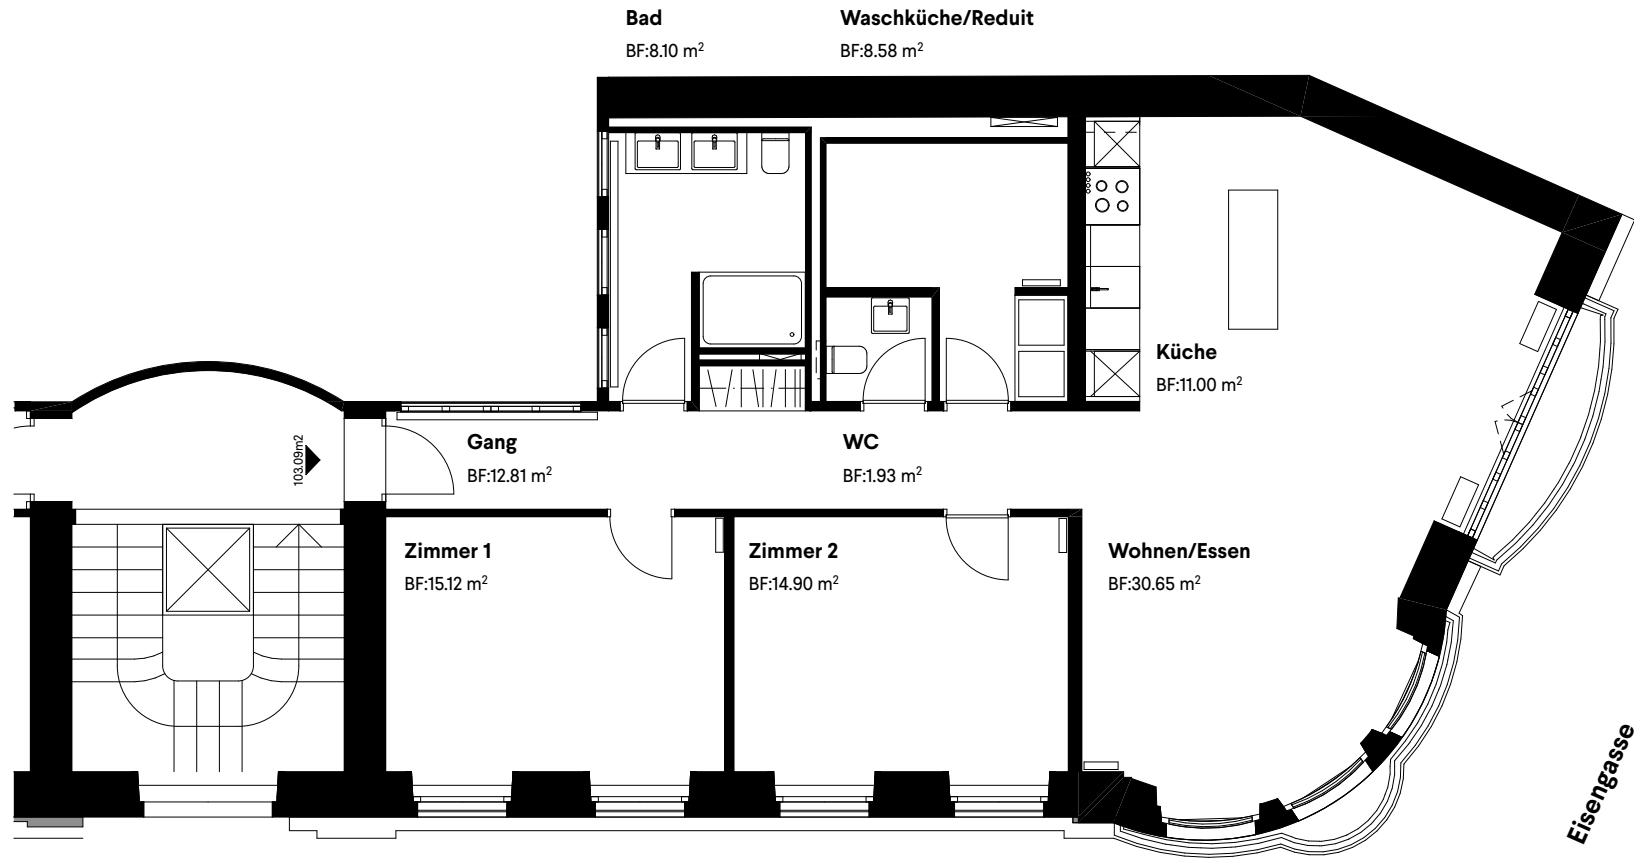 Bad
BF:8.10 m²
Waschküche/Reduit
BF:8.58 m²
Küche
BF:11.00 m²
103.09m2
Gang
BF:12.81 m²
WC
BF:1.93 m²
Zimmer 1
BF:15.12 m²
Zimmer 2
BF:14.90 m²
Wohnen/Essen
BF:30.65 m²
Eisengasse